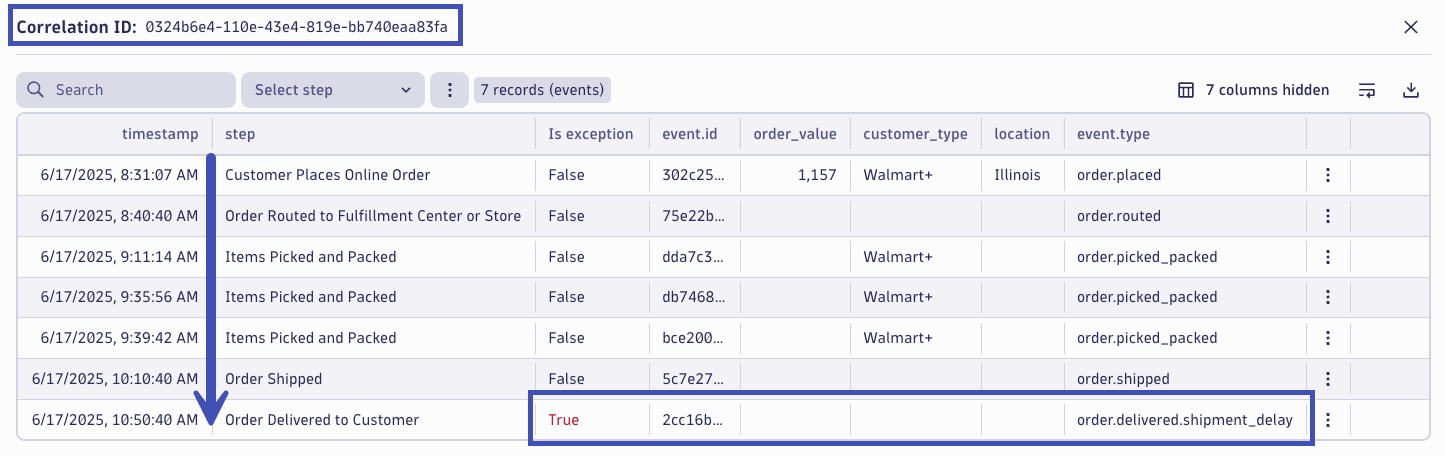 Correlation ID: 0324b6e4-110e-43e4-819e-bb740eaa83fa
Search Select step 7 records (events) 7 columns hidden
timestamp step Is exception event.id order_value customer_type location event.type
6/17/2025, 8:31:07 AM Customer Places Online Order False 302c25... 1,157 Walmart+ Illinois order.placed
6/17/2025, 8:40:40 AM Order Routed to Fulfillment Center or Store False 75e22b... order.routed
6/17/2025, 9:11:14 AM Items Picked and Packed False dda7c3... Walmart+ order.picked_packed
6/17/2025, 9:35:56 AM Items Picked and Packed False db7468... Walmart+ order.picked_packed
6/17/2025, 9:39:42 AM Items Picked and Packed False bce200... Walmart+ order.picked_packed
6/17/2025, 10:10:40 AM Order Shipped False 5c7e27... order.shipped
6/17/2025, 10:50:40 AM Order Delivered to Customer True 2cc16b... order.delivered.shipment_delay